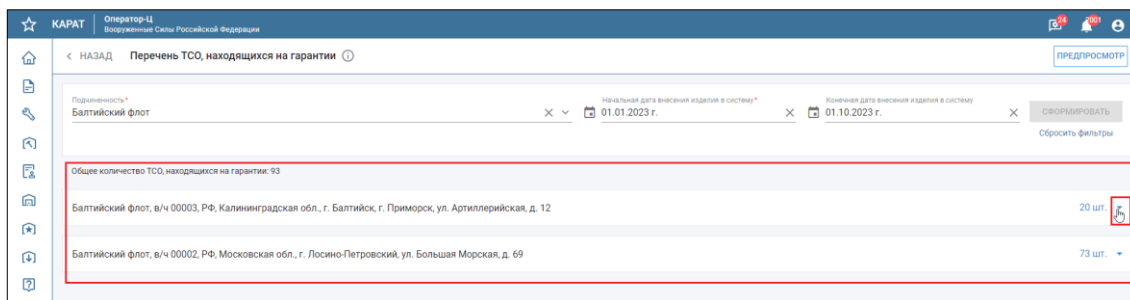 КАРАТ
Оператор-Ц
Вооруженные Силы Российской Федерации
24
2001
НАЗАД
Перечень ТСО, находящихся на гарантии
ПРЕДПРОСМОТР
Подчиненность*
Балтийский флот
Начальная дата внесения изделия в систему*
01.01.2023 г.
Конечная дата внесения изделия в систему
01.10.2023 г.
СФОРМИРОВАТЬ
Сбросить фильтры
Общее количество ТСО, находящихся на гарантии: 93
Балтийский флот, в/ч 00003, РФ, Калининградская обл., г. Балтийск, г. Приморск, ул. Артиллерийская, д. 12
20 шт.
Балтийский флот, в/ч 00002, РФ, Московская обл., г. Лосино-Петровский, ул. Большая Морская, д. 69
73 шт.